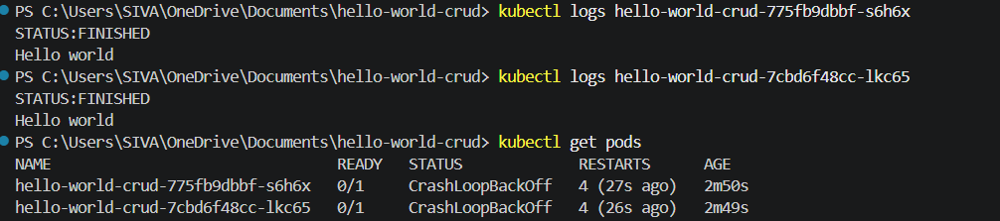 PS C:\Users\SIVA\OneDrive\Documents\hello-world-crud> kubectl logs hello-world-crud-775fb9dbbf-s6h6x
STATUS:FINISHED
Hello world
PS C:\Users\SIVA\OneDrive\Documents\hello-world-crud> kubectl logs hello-world-crud-7cbd6f48cc-lkc65
STATUS:FINISHED
Hello world
PS C:\Users\SIVA\OneDrive\Documents\hello-world-crud> kubectl get pods
NAME READY STATUS RESTARTS AGE
hello-world-crud-775fb9dbbf-s6h6x 0/1 CrashLoopBackOff 4 (27s ago) 2m50s
hello-world-crud-7cbd6f48cc-lkc65 0/1 CrashLoopBackOff 4 (26s ago) 2m49s